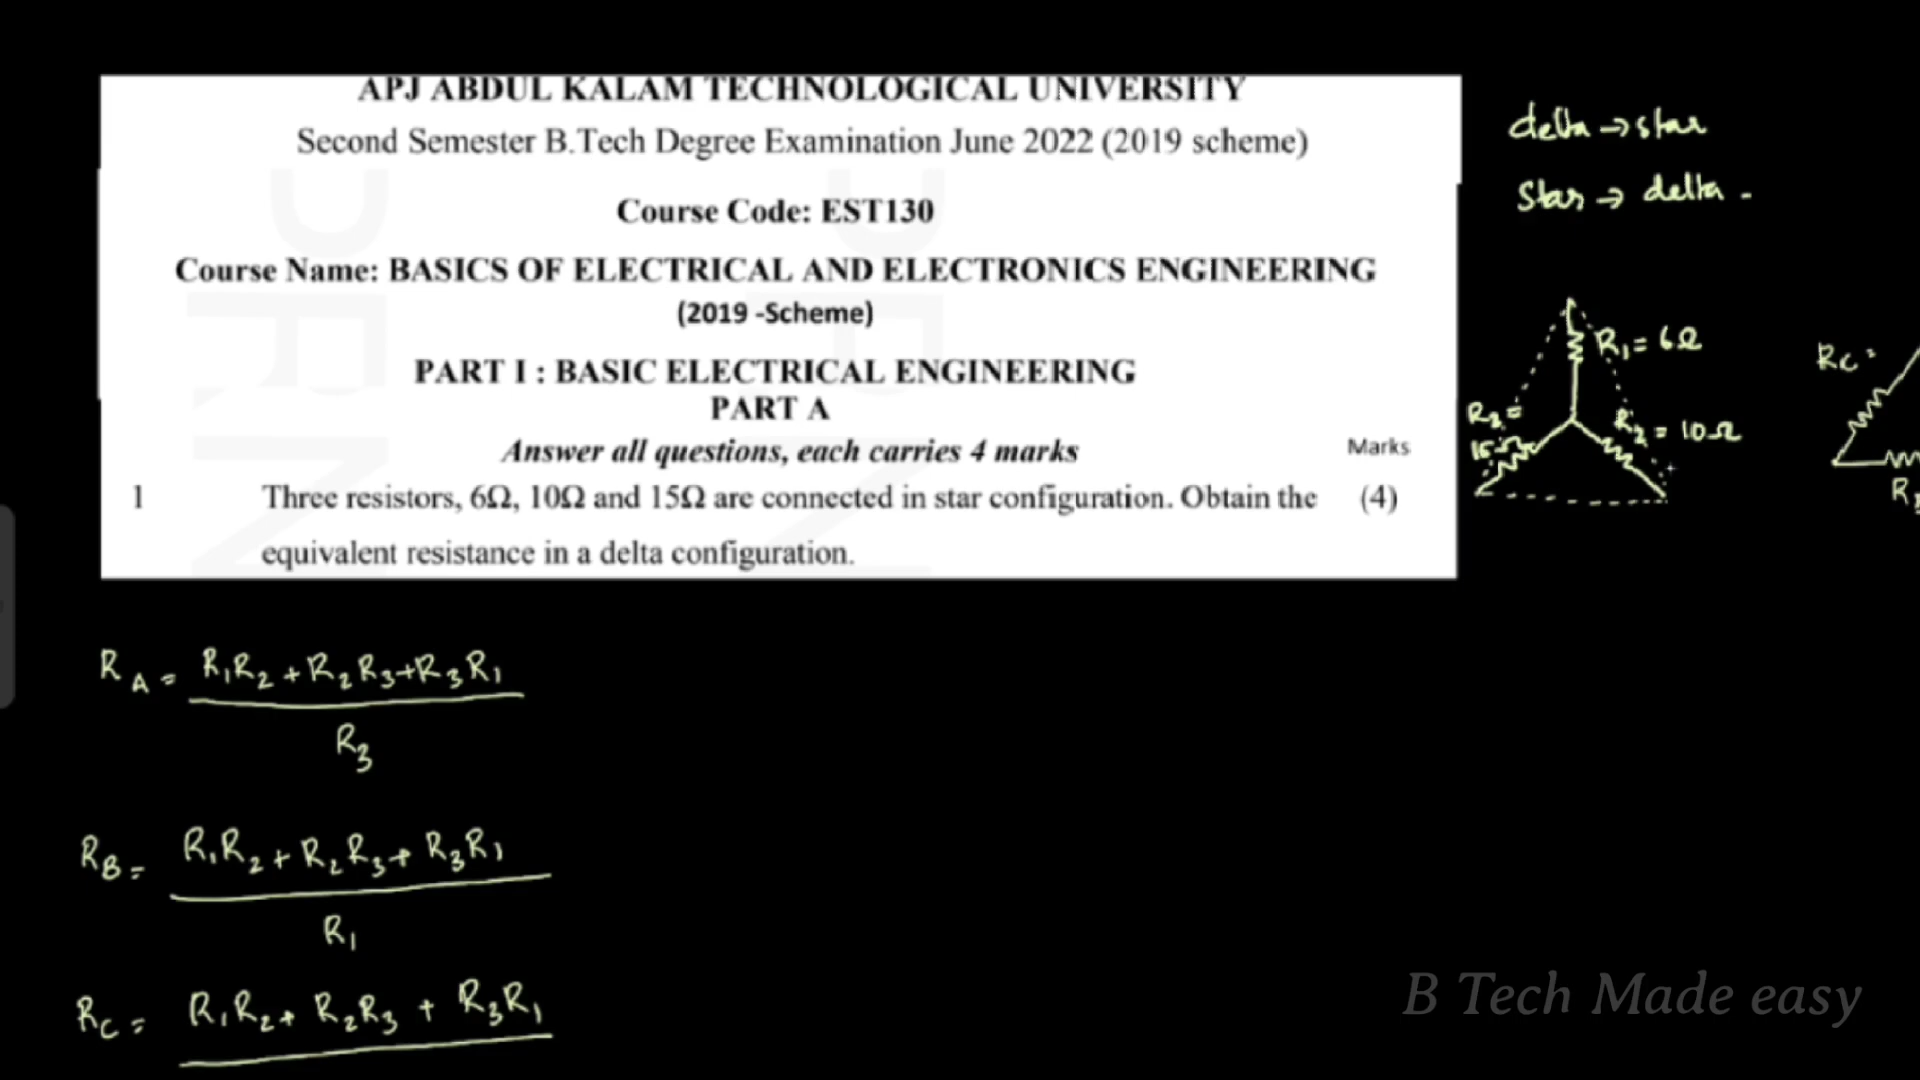 APJ ABDUL KALAM TECHNOLOGICAL UNIVERSITY
Second Semester B.Tech Degree Examination June 2022 (2019 scheme)
Course Code: EST130
Course Name: BASICS OF ELECTRICAL AND ELECTRONICS ENGINEERING
(2019 -Scheme)
PART I : BASIC ELECTRICAL ENGINEERING
PART A
Answer all questions, each carries 4 marks Marks
1 Three resistors, 6Ω, 10Ω and 15Ω are connected in star configuration. Obtain the (4)
equivalent resistance in a delta configuration.
delta → star
Star → delta -
R1 = 6Ω
R3 =
15Ω
R2 = 10Ω
RC =
RA = R1R2 + R2R3 + R3R1
R3
RB = R1R2 + R2R3 + R3R1
R1
RC = R1R2 + R2R3 + R3R1
B Tech Made easy